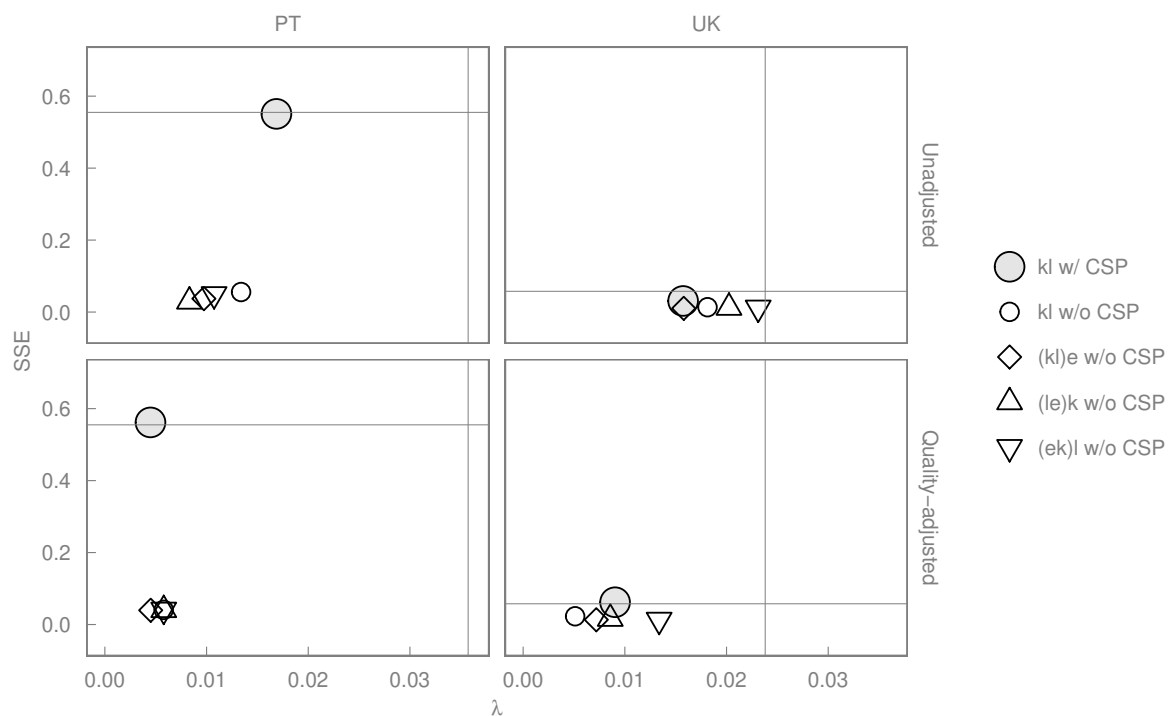 PT
UK
0.6
0.4
0.2
0.0
Unadjusted
SSE
0.6
0.4
0.2
0.0
Quality−adjusted
0.00 0.01 0.02 0.03
0.00 0.01 0.02 0.03
λ
kl w/ CSP
kl w/o CSP
(kl)e w/o CSP
(le)k w/o CSP
(ek)l w/o CSP